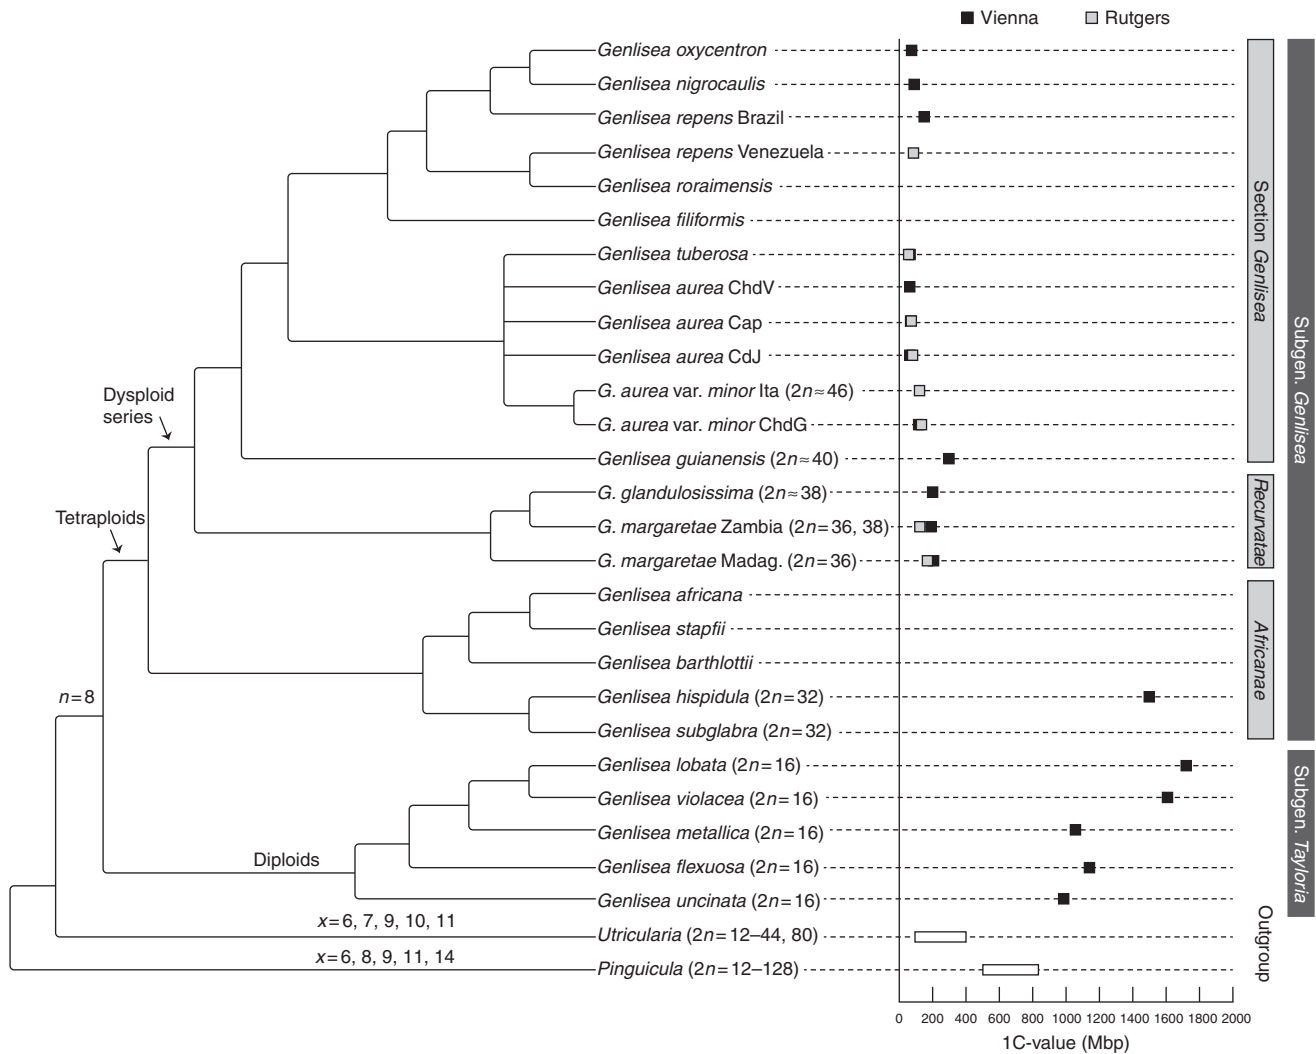 Vienna
Rutgers
Genlisea oxycentron
Genlisea nigrocaulis
Genlisea repens Brazil
Genlisea repens Venezuela
Genlisea roraimensis
Genlisea filiformis
Genlisea tuberosa
Genlisea aurea ChdV
Genlisea aurea Cap
Genlisea aurea CdJ
G. aurea var. minor Ita (2n≈46)
G. aurea var. minor ChdG
Genlisea guianensis (2n≈40)
G. glandulosissima (2n≈38)
G. margaretae Zambia (2n=36, 38)
G. margaretae Madag. (2n=36)
Genlisea africana
Genlisea stapfii
Genlisea barthlottii
Genlisea hispidula (2n=32)
Genlisea subglabra (2n=32)
Genlisea lobata (2n=16)
Genlisea violacea (2n=16)
Genlisea metallica (2n=16)
Genlisea flexuosa (2n=16)
Genlisea uncinata (2n=16)
Utricularia (2n=12–44, 80)
Pinguicula (2n=12–128)
Dysploid
series
Tetraploids
n=8
Diploids
x=6, 7, 9, 10, 11
x=6, 8, 9, 11, 14
Section Genlisea
Recurvatae
Africanae
Subgen. Genlisea
Subgen. Tayloria
Outgroup
0 200 400 600 800 1000 1200 1400 1600 1800 2000
1C-value (Mbp)